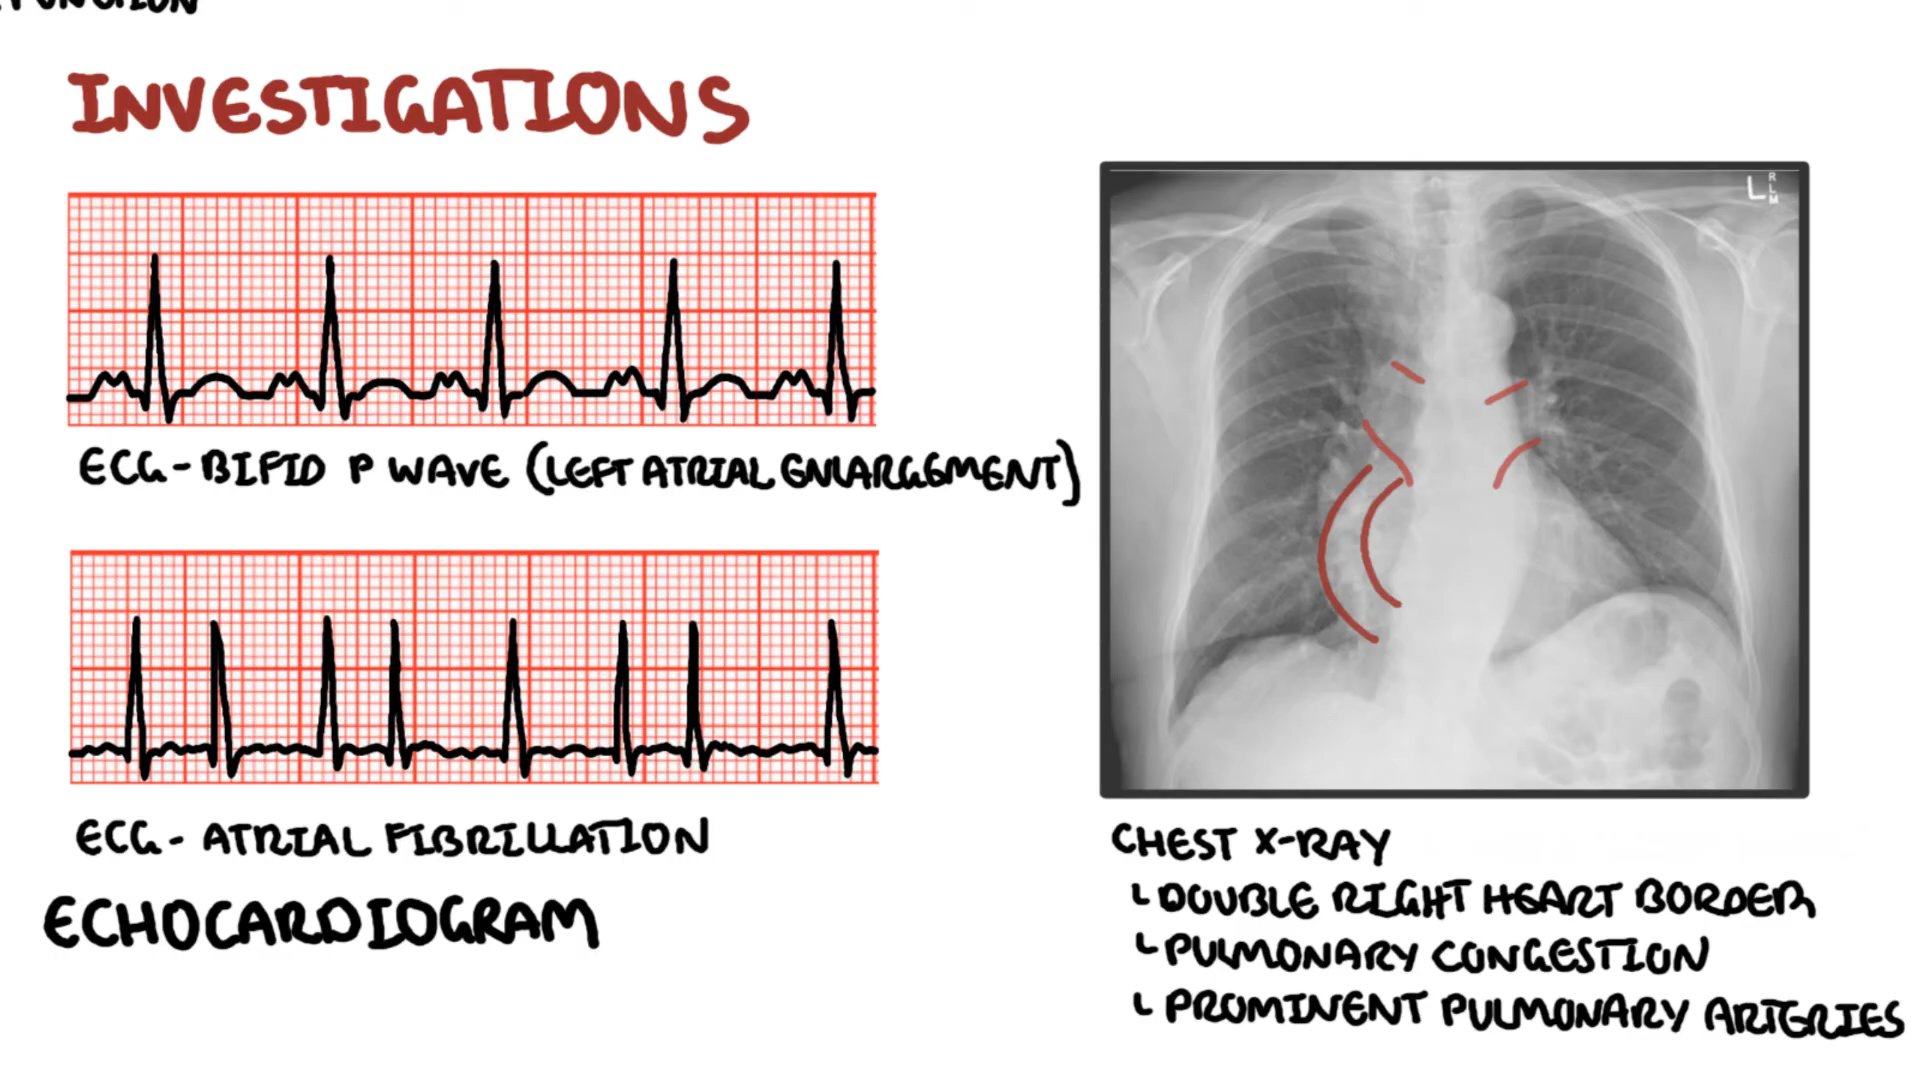 INVESTIGATIONS
ECG - BIFID P WAVE (LEFT ATRIAL ENLARGEMENT)
ECG - ATRIAL FIBRILLATION
ECHOCARDIOGRAM
L
R
L
M
CHEST X-RAY
DOUBLE RIGHT HEART BORDER
PULMONARY CONGESTION
PROMINENT PULMONARY ARTERIES